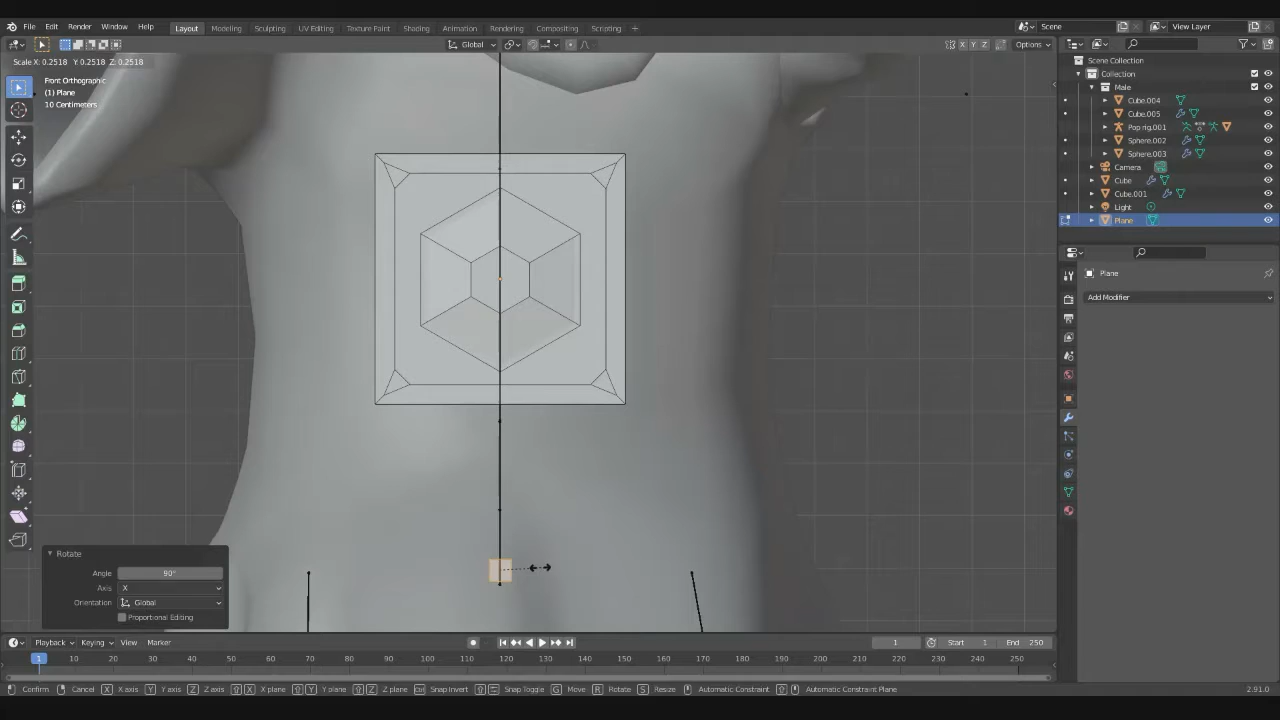 File Edit Render Window Help Layout Modeling Sculpting UV Editing Texture Paint Shading Animation Rendering Compositing Scripting + Scene View Layer
Global X Y Z Options
Scale X: 0.2518 Y: 0.2518 Z: 0.2518
Front Orthographic
(1) Plane
10 Centimeters
Scene Collection
Collection
Male
Cube.004
Cube.005
Pop rig.001
Sphere.002
Sphere.003
Camera
Cube
Cube.001
Light
Plane
Plane
Add Modifier
Rotate
Angle 90°
Axis X
Orientation Global
Proportional Editing
Playback Keying View Marker 1 Start 1 End 250
1 10 20 30 40 50 60 70 80 90 100 110 120 130 140 150 160 170 180 190 200 210 220 230 240 250
Confirm Cancel X X axis Y Y axis Z Z axis X X plane Y Y plane Z Z plane Snap Invert Snap Toggle G Move R Rotate S Resize Automatic Constraint Automatic Constraint Plane 2.91.0